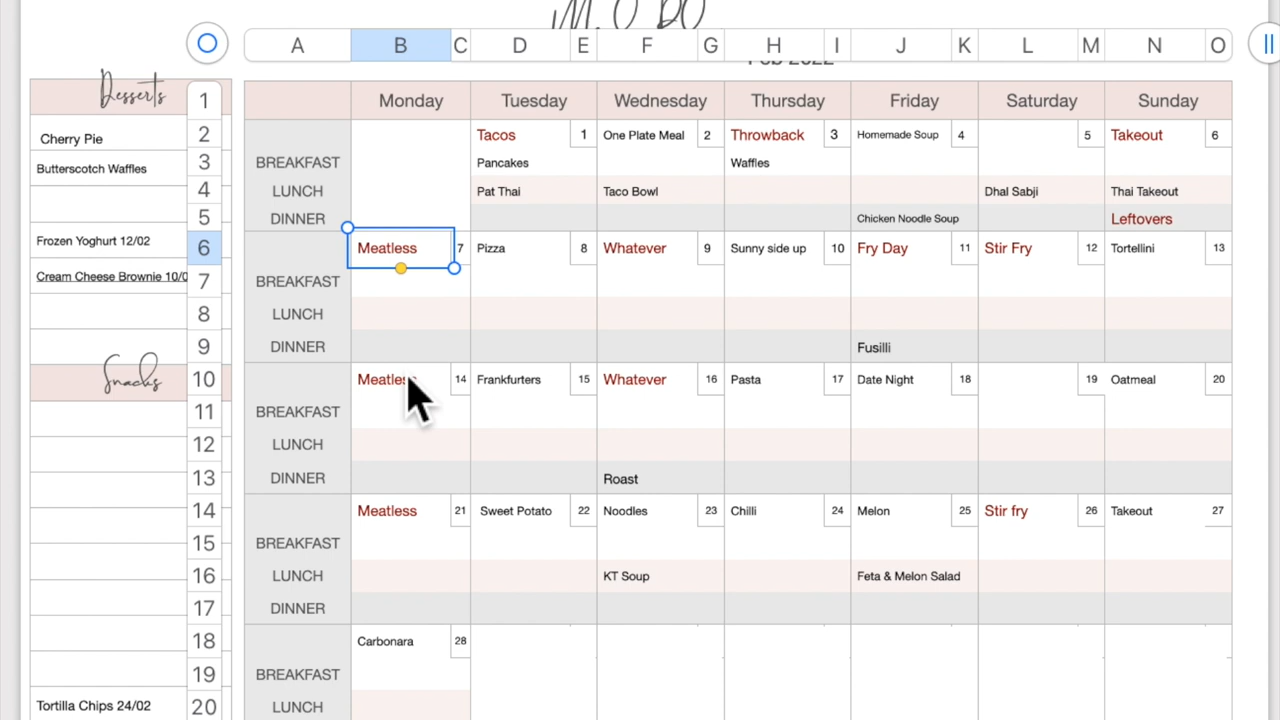 A B C D E F G H I J K L M N O
Feb 2022
Desserts
Cherry Pie
Butterscotch Waffles
Frozen Yoghurt 12/02
Cream Cheese Brownie 10/0
Snacks
Tortilla Chips 24/02
1 Monday Tuesday Wednesday Thursday Friday Saturday Sunday
2 Tacos 1 One Plate Meal 2 Throwback 3 Homemade Soup 4 5 Takeout 6
3 BREAKFAST Pancakes Waffles
4 LUNCH Pat Thai Taco Bowl Dhal Sabji Thai Takeout
5 DINNER Chicken Noodle Soup Leftovers
6 Meatless 7 Pizza 8 Whatever 9 Sunny side up 10 Fry Day 11 Stir Fry 12 Tortellini 13
7 BREAKFAST
8 LUNCH
9 DINNER Fusilli
10 Meatless 14 Frankfurters 15 Whatever 16 Pasta 17 Date Night 18 19 Oatmeal 20
11 BREAKFAST
12 LUNCH
13 DINNER Roast
14 Meatless 21 Sweet Potato 22 Noodles 23 Chilli 24 Melon 25 Stir fry 26 Takeout 27
15 BREAKFAST
16 LUNCH KT Soup Feta & Melon Salad
17 DINNER
18 Carbonara 28
19 BREAKFAST
20 LUNCH